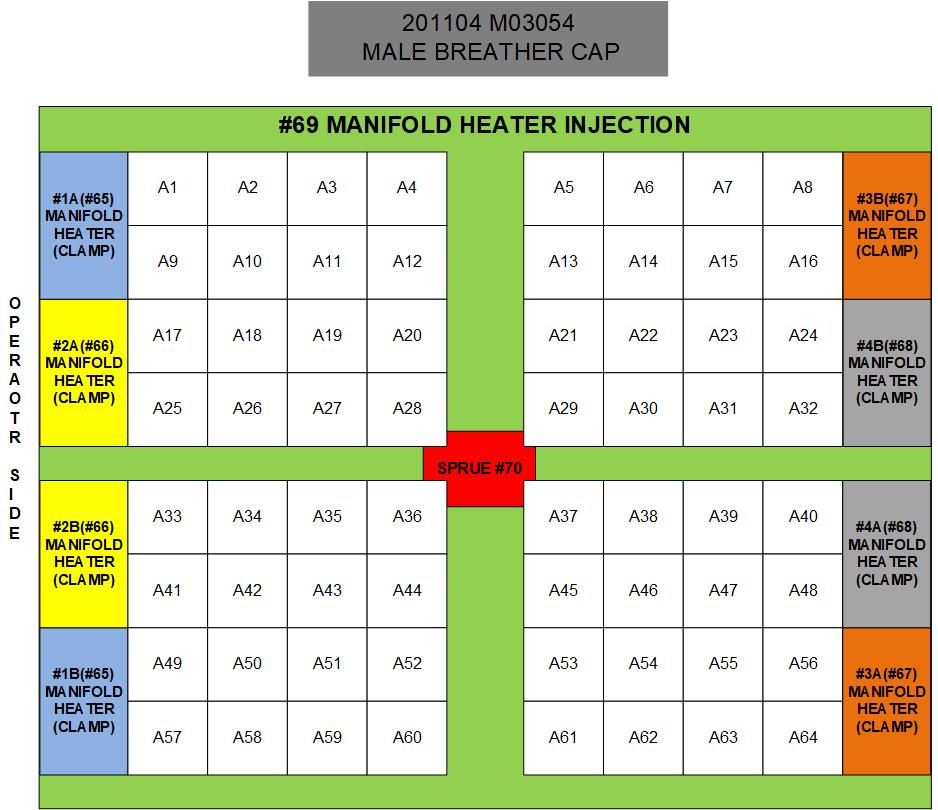 201104 M03054
MALE BREATHER CAP
#69 MANIFOLD HEATER INJECTION
#1A(#65)
MANIFOLD
HEATER
(CLAMP)
A1 A2 A3 A4 A5 A6 A7 A8
A9 A10 A11 A12 A13 A14 A15 A16
#3B(#67)
MANIFOLD
HEATER
(CLAMP)
OPERAOTR SIDE
#2A(#66)
MANIFOLD
HEATER
(CLAMP)
A17 A18 A19 A20 A21 A22 A23 A24
A25 A26 A27 A28 A29 A30 A31 A32
#4B(#68)
MANIFOLD
HEATER
(CLAMP)
SPRUE #70
#2B(#66)
MANIFOLD
HEATER
(CLAMP)
A33 A34 A35 A36 A37 A38 A39 A40
A41 A42 A43 A44 A45 A46 A47 A48
#4A(#68)
MANIFOLD
HEATER
(CLAMP)
#1B(#65)
MANIFOLD
HEATER
(CLAMP)
A49 A50 A51 A52 A53 A54 A55 A56
A57 A58 A59 A60 A61 A62 A63 A64
#3A(#67)
MANIFOLD
HEATER
(CLAMP)